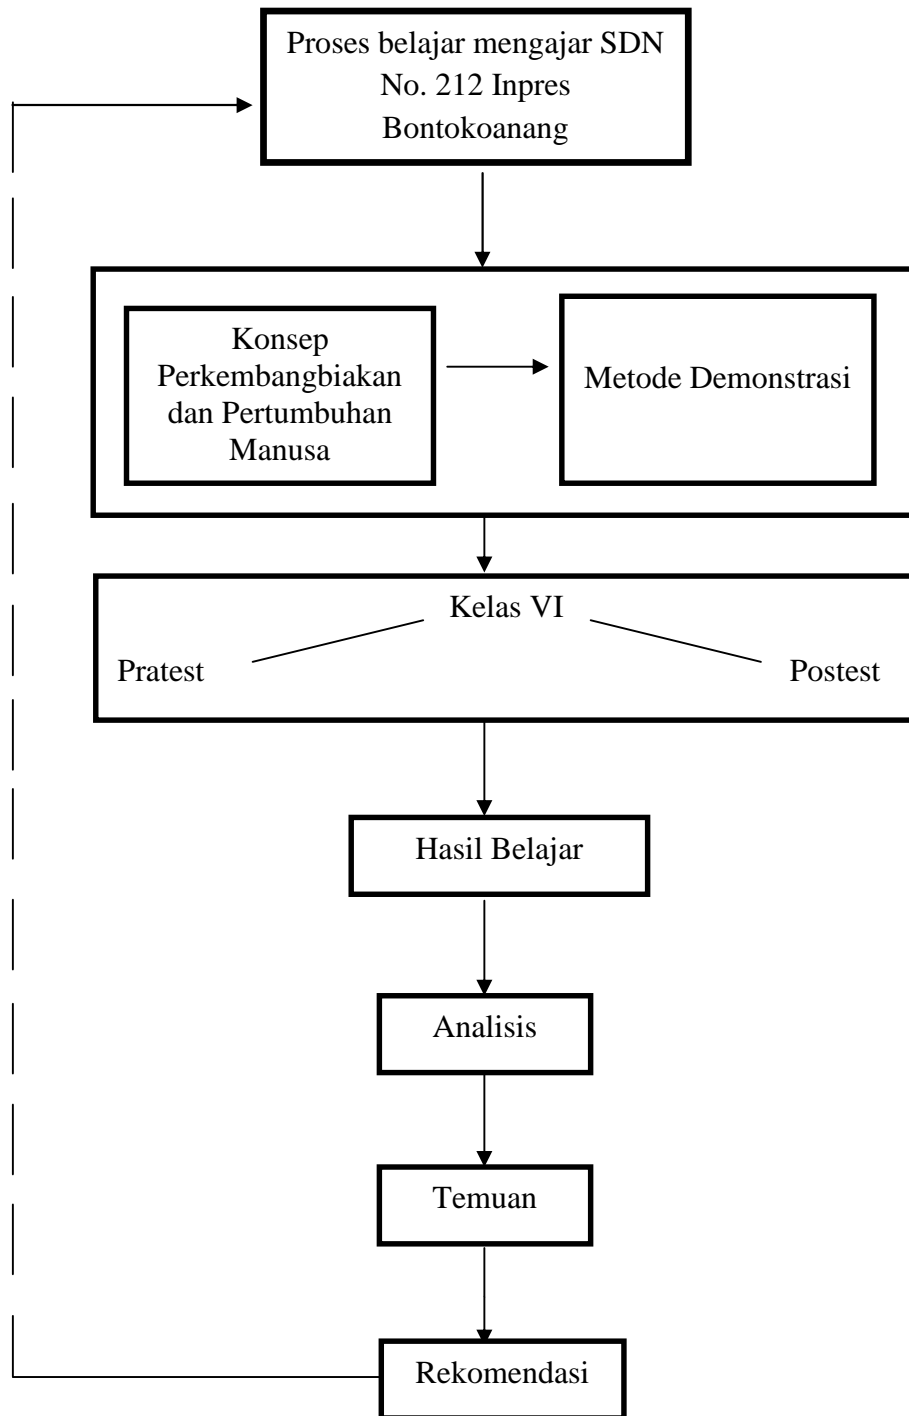 Proses belajar mengajar SDN
No. 212 Inpres
Bontokoanang
Konsep
Perkembangbiakan
dan Pertumbuhan
Manusa
Metode Demonstrasi
Kelas VI
Pratest
Postest
Hasil Belajar
Analisis
Temuan
Rekomendasi